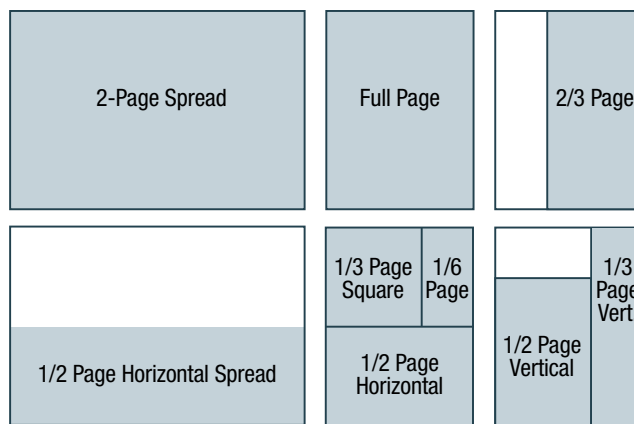 2-Page Spread
Full Page
2/3 Page
1/3 Page
Square
1/6
Page
1/2 Page Horizontal Spread
1/2 Page
Horizontal
1/2 Page
Vertical
1/3
Page
Vert.